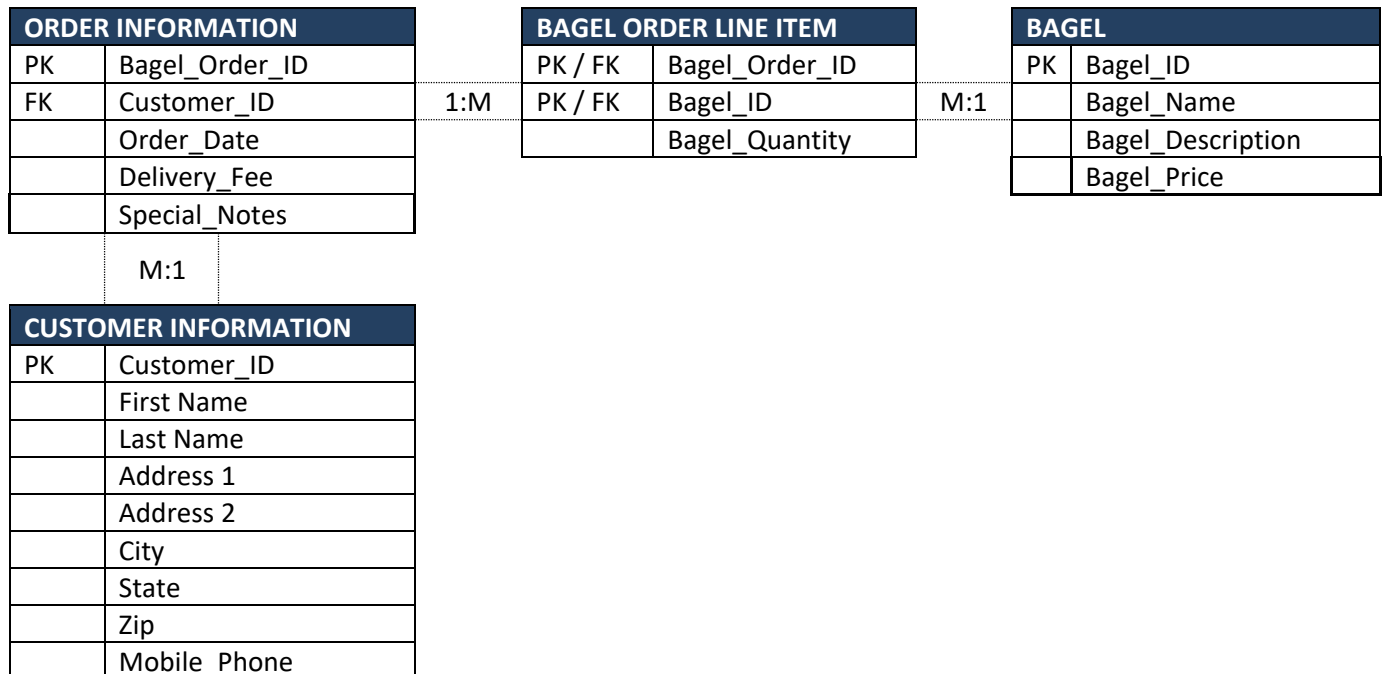 ORDER INFORMATION
PK Bagel_Order_ID
FK Customer_ID
Order_Date
Delivery_Fee
Special_Notes
1:M
BAGEL ORDER LINE ITEM
PK / FK Bagel_Order_ID
PK / FK Bagel_ID
Bagel_Quantity
M:1
BAGEL
PK Bagel_ID
Bagel_Name
Bagel_Description
Bagel_Price
M:1
CUSTOMER INFORMATION
PK Customer_ID
First Name
Last Name
Address 1
Address 2
City
State
Zip
Mobile_Phone